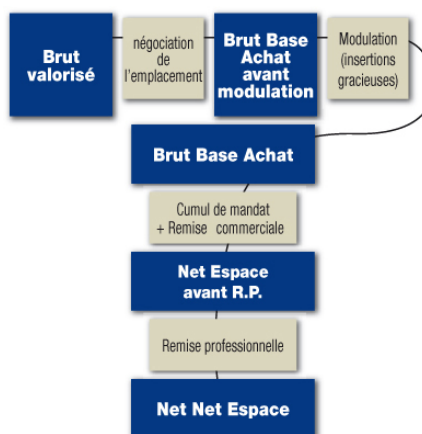 Brut
valorisé
négociation
de
l'emplacement
Brut Base
Achat
avant
modulation
Modulation
(insertions
gracieuses)
Brut Base Achat
Cumul de mandat
+ Remise commerciale
Net Espace
avant R.P.
Remise professionnelle
Net Net Espace